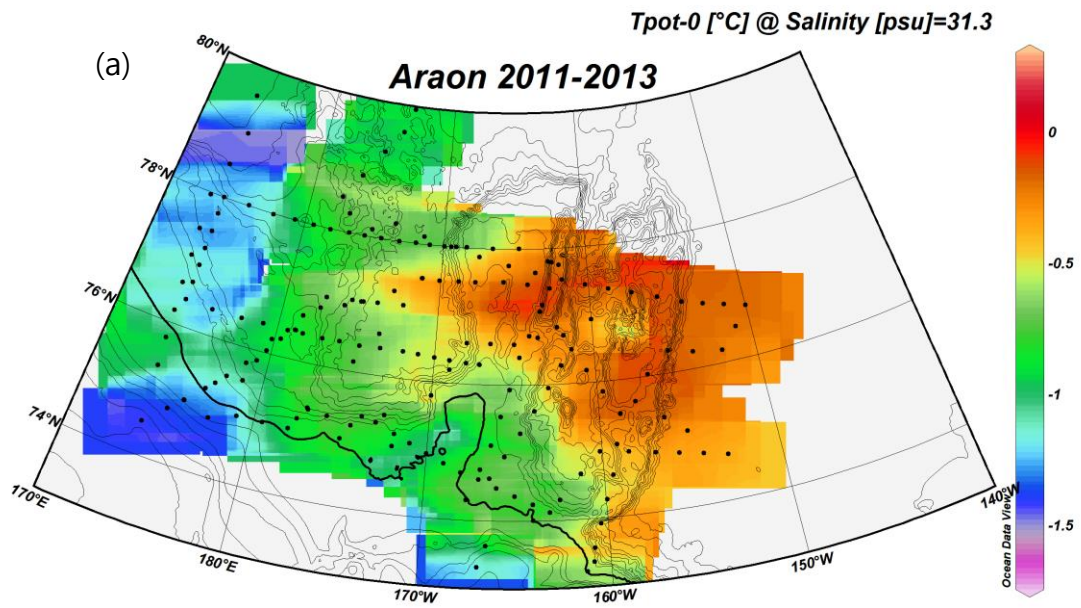 Tpot-0 [°C] @ Salinity [psu]=31.3
(a)
Araon 2011-2013
80°N
78°N
76°N
74°N
170°E
180°E
170°W
160°W
150°W
140°W
0
-0.5
-1
-1.5
Ocean Data View